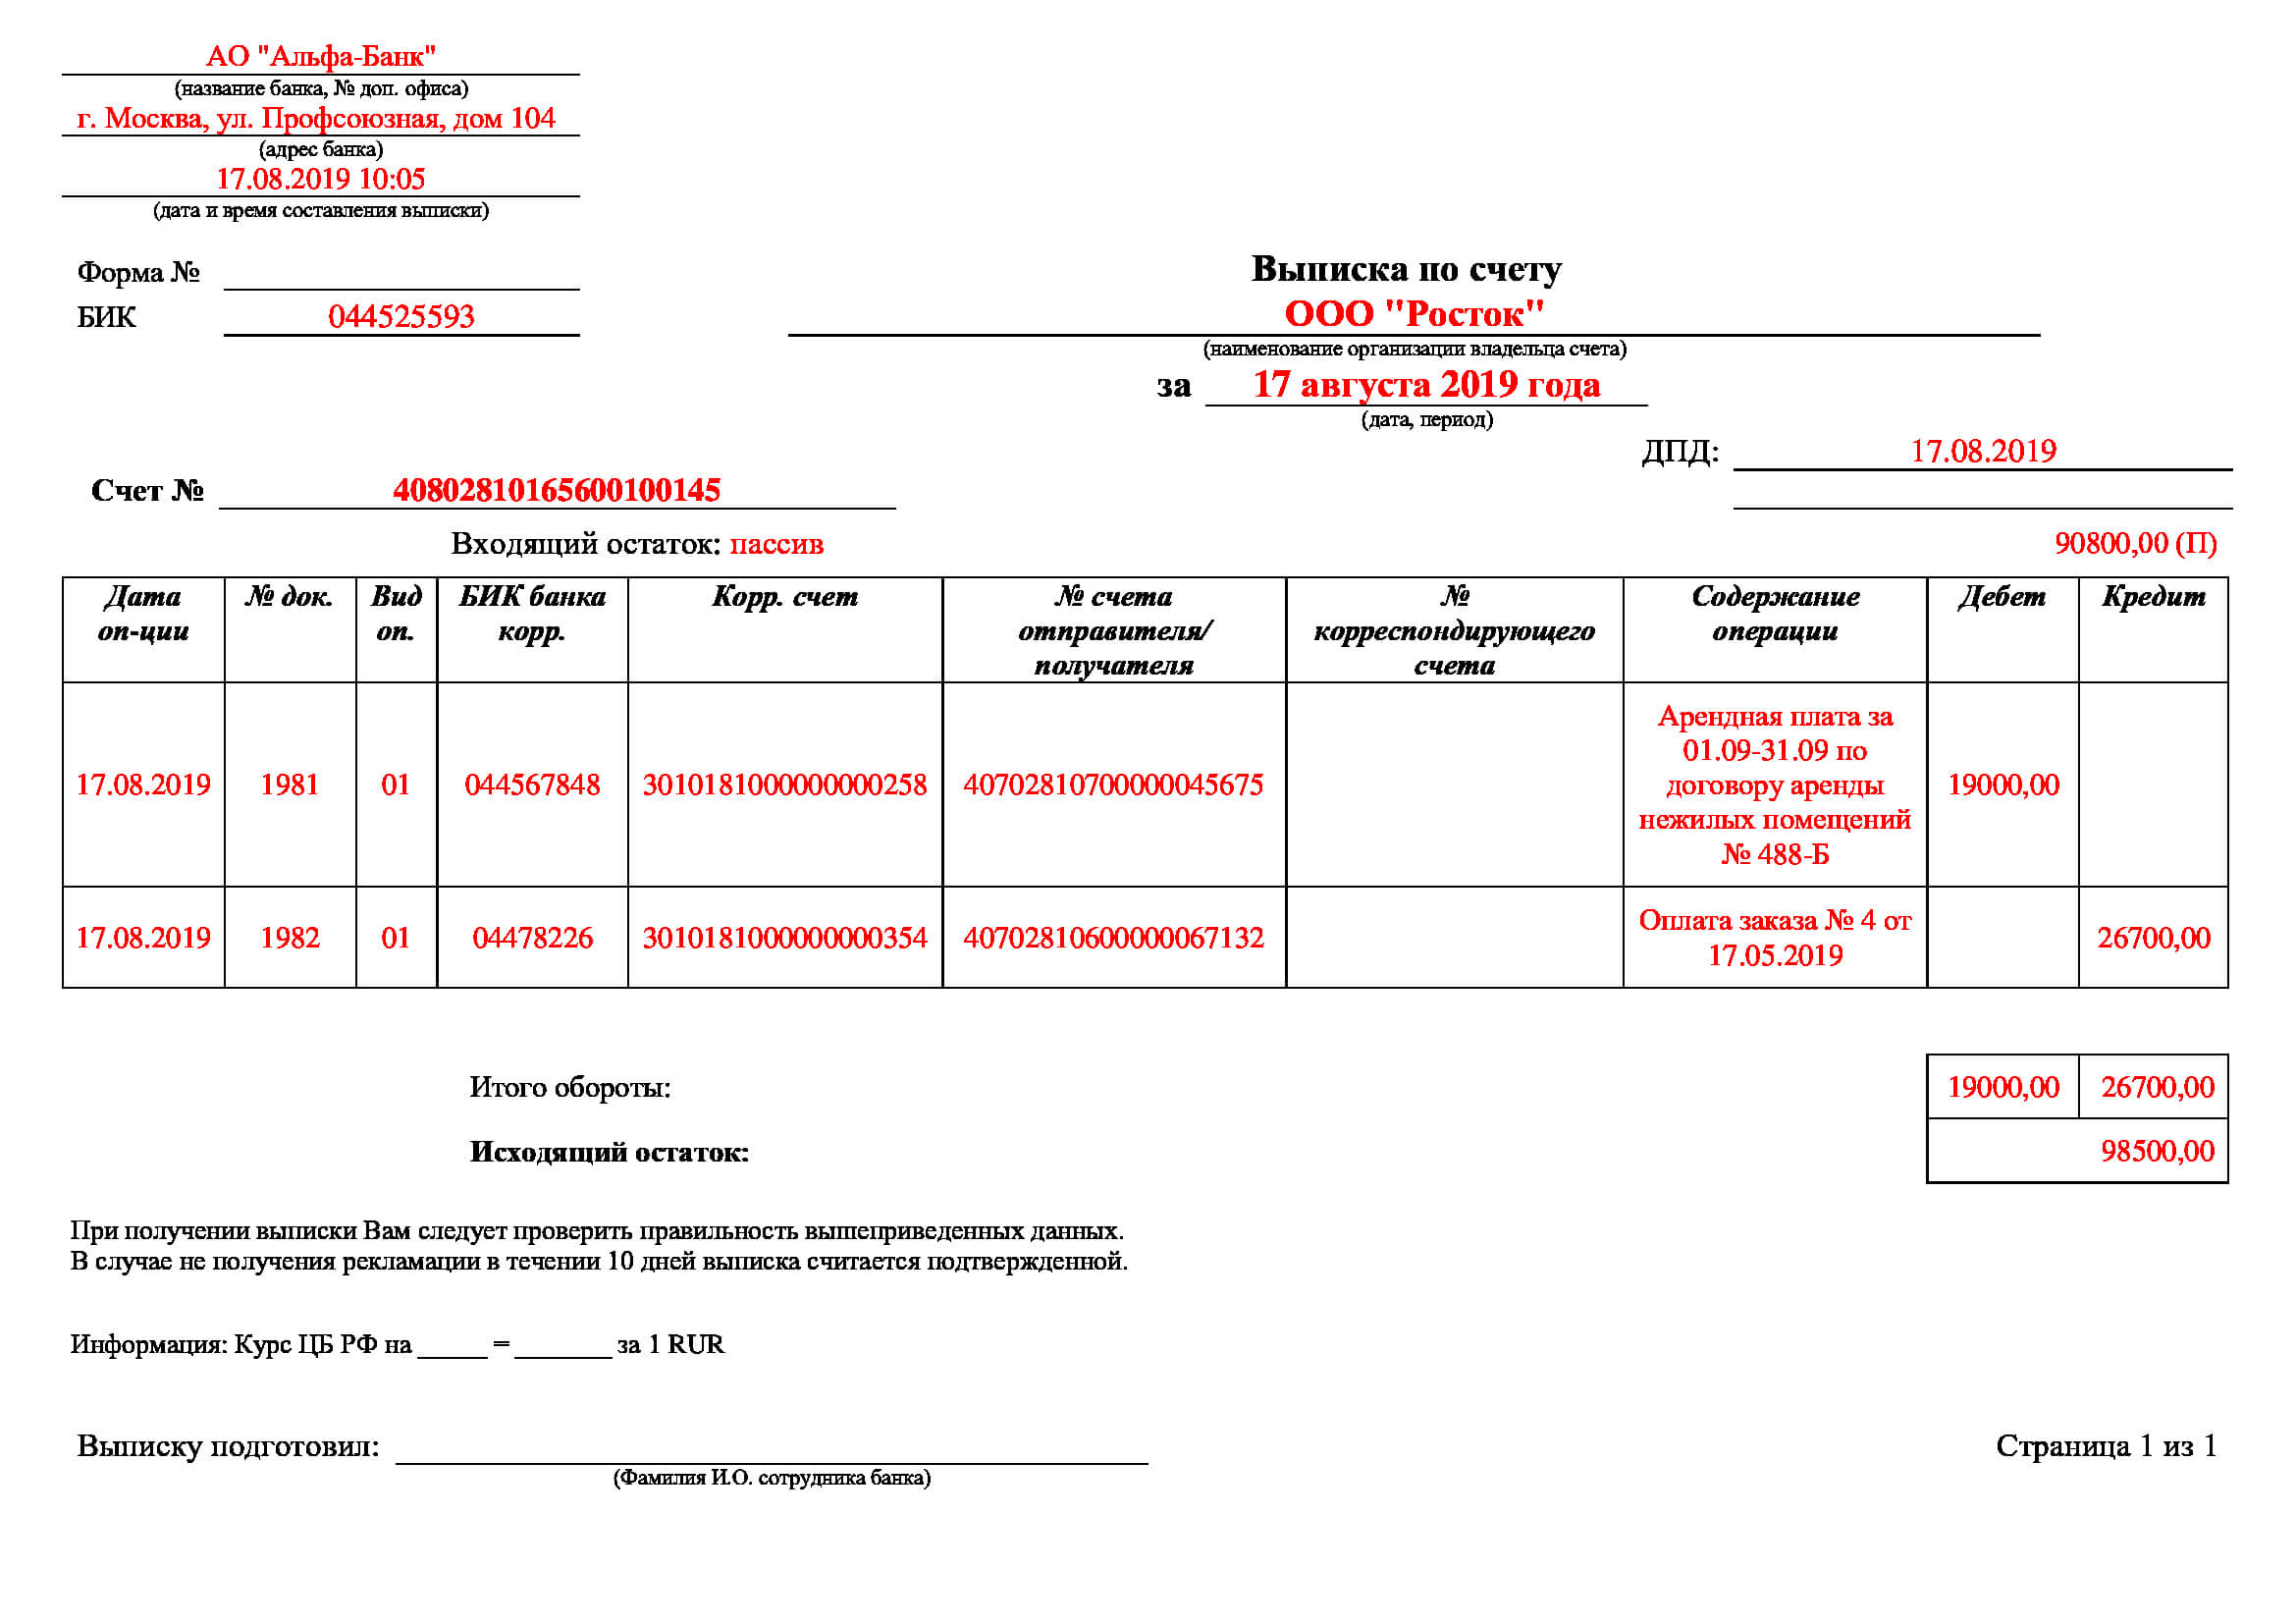 АО "Альфа-Банк"
(название банка, № доп. офиса)
г. Москва, ул. Профсоюзная, дом 104
(адрес банка)
17.08.2019 10:05
(дата и время составления выписки)
Форма №
БИК 044525593
Выписка по счету
ООО "Росток"
(наименование организации владельца счета)
за 17 августа 2019 года
(дата, период)
ДПД: 17.08.2019
Счет № 40802810165600100145
Входящий остаток: пассив 90800,00 (П)
Дата № док. Вид БИК банка Корр. счет № счета № Содержание Дебет Кредит
оп-ции оп. корр. отправителя/ корреспондирующего операции
получателя счета
Арендная плата за
01.09-31.09 по
17.08.2019 1981 01 044567848 3010181000000000258 40702810700000045675 договору аренды 19000,00
нежилых помещений
№ 488-Б
17.08.2019 1982 01 04478226 3010181000000000354 40702810600000067132 Оплата заказа № 4 от 26700,00
17.05.2019
Итого обороты: 19000,00 26700,00
Исходящий остаток: 98500,00
При получении выписки Вам следует проверить правильность вышеприведенных данных.
В случае не получения рекламации в течении 10 дней выписка считается подтвержденной.
Информация: Курс ЦБ РФ на _____ = _______ за 1 RUR
Выписку подготовил:
(Фамилия И.О. сотрудника банка)
Страница 1 из 1